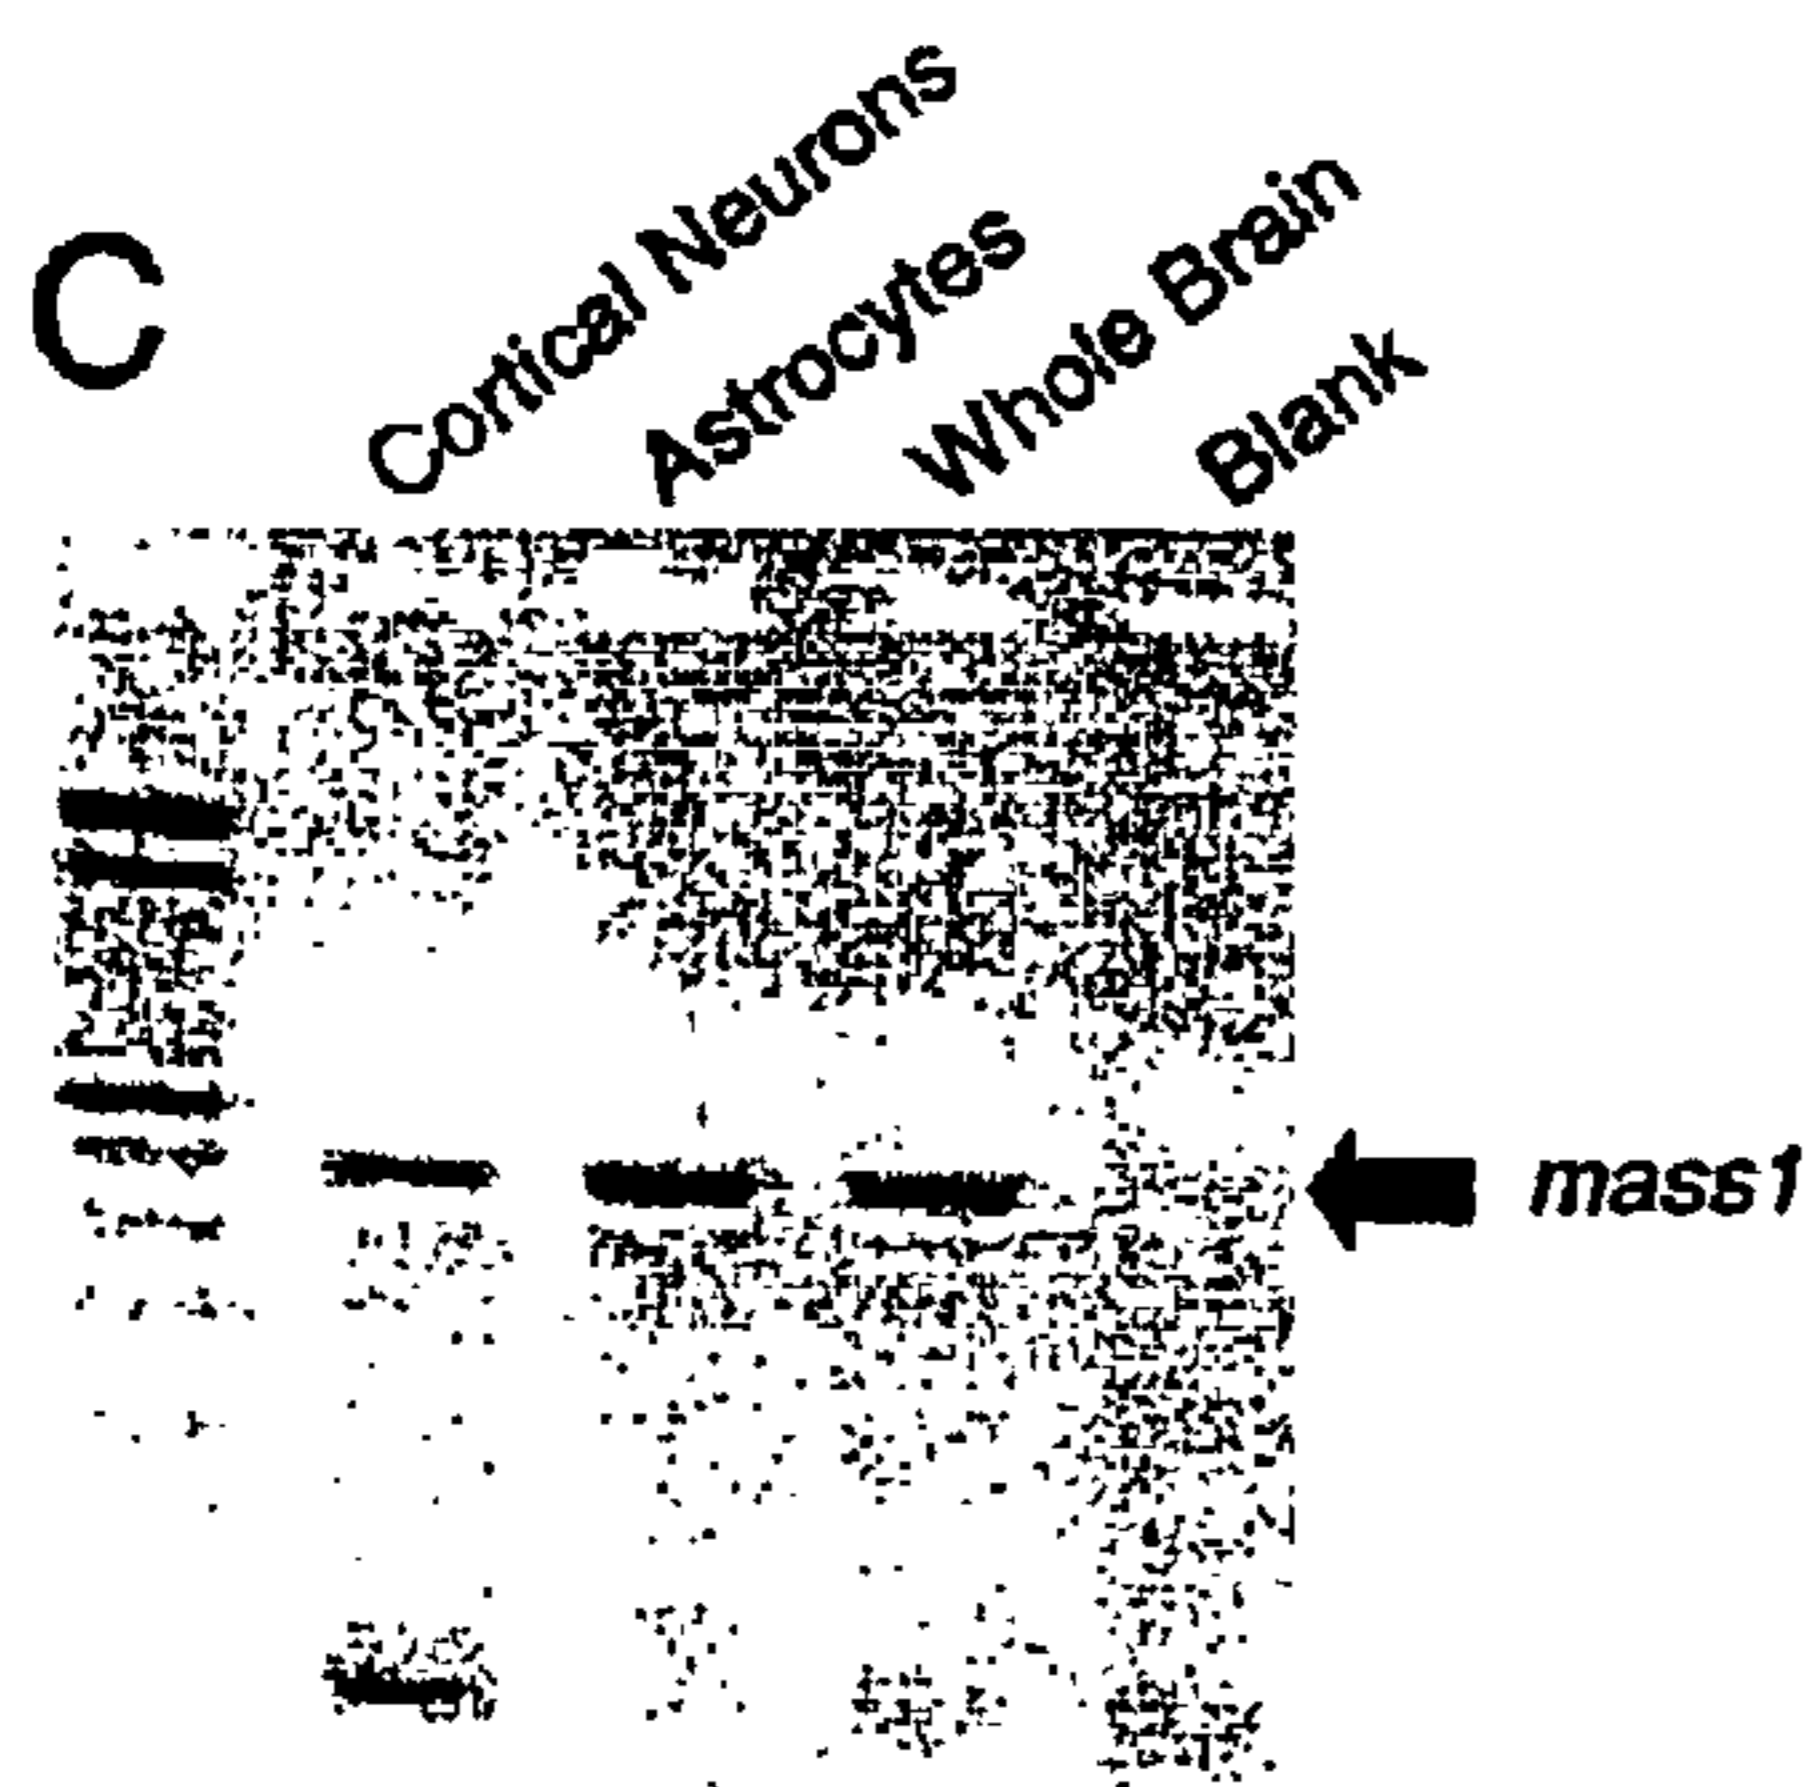 C
Cortical Neurons
Astrocytes
Whole Brain
Blank
mass1